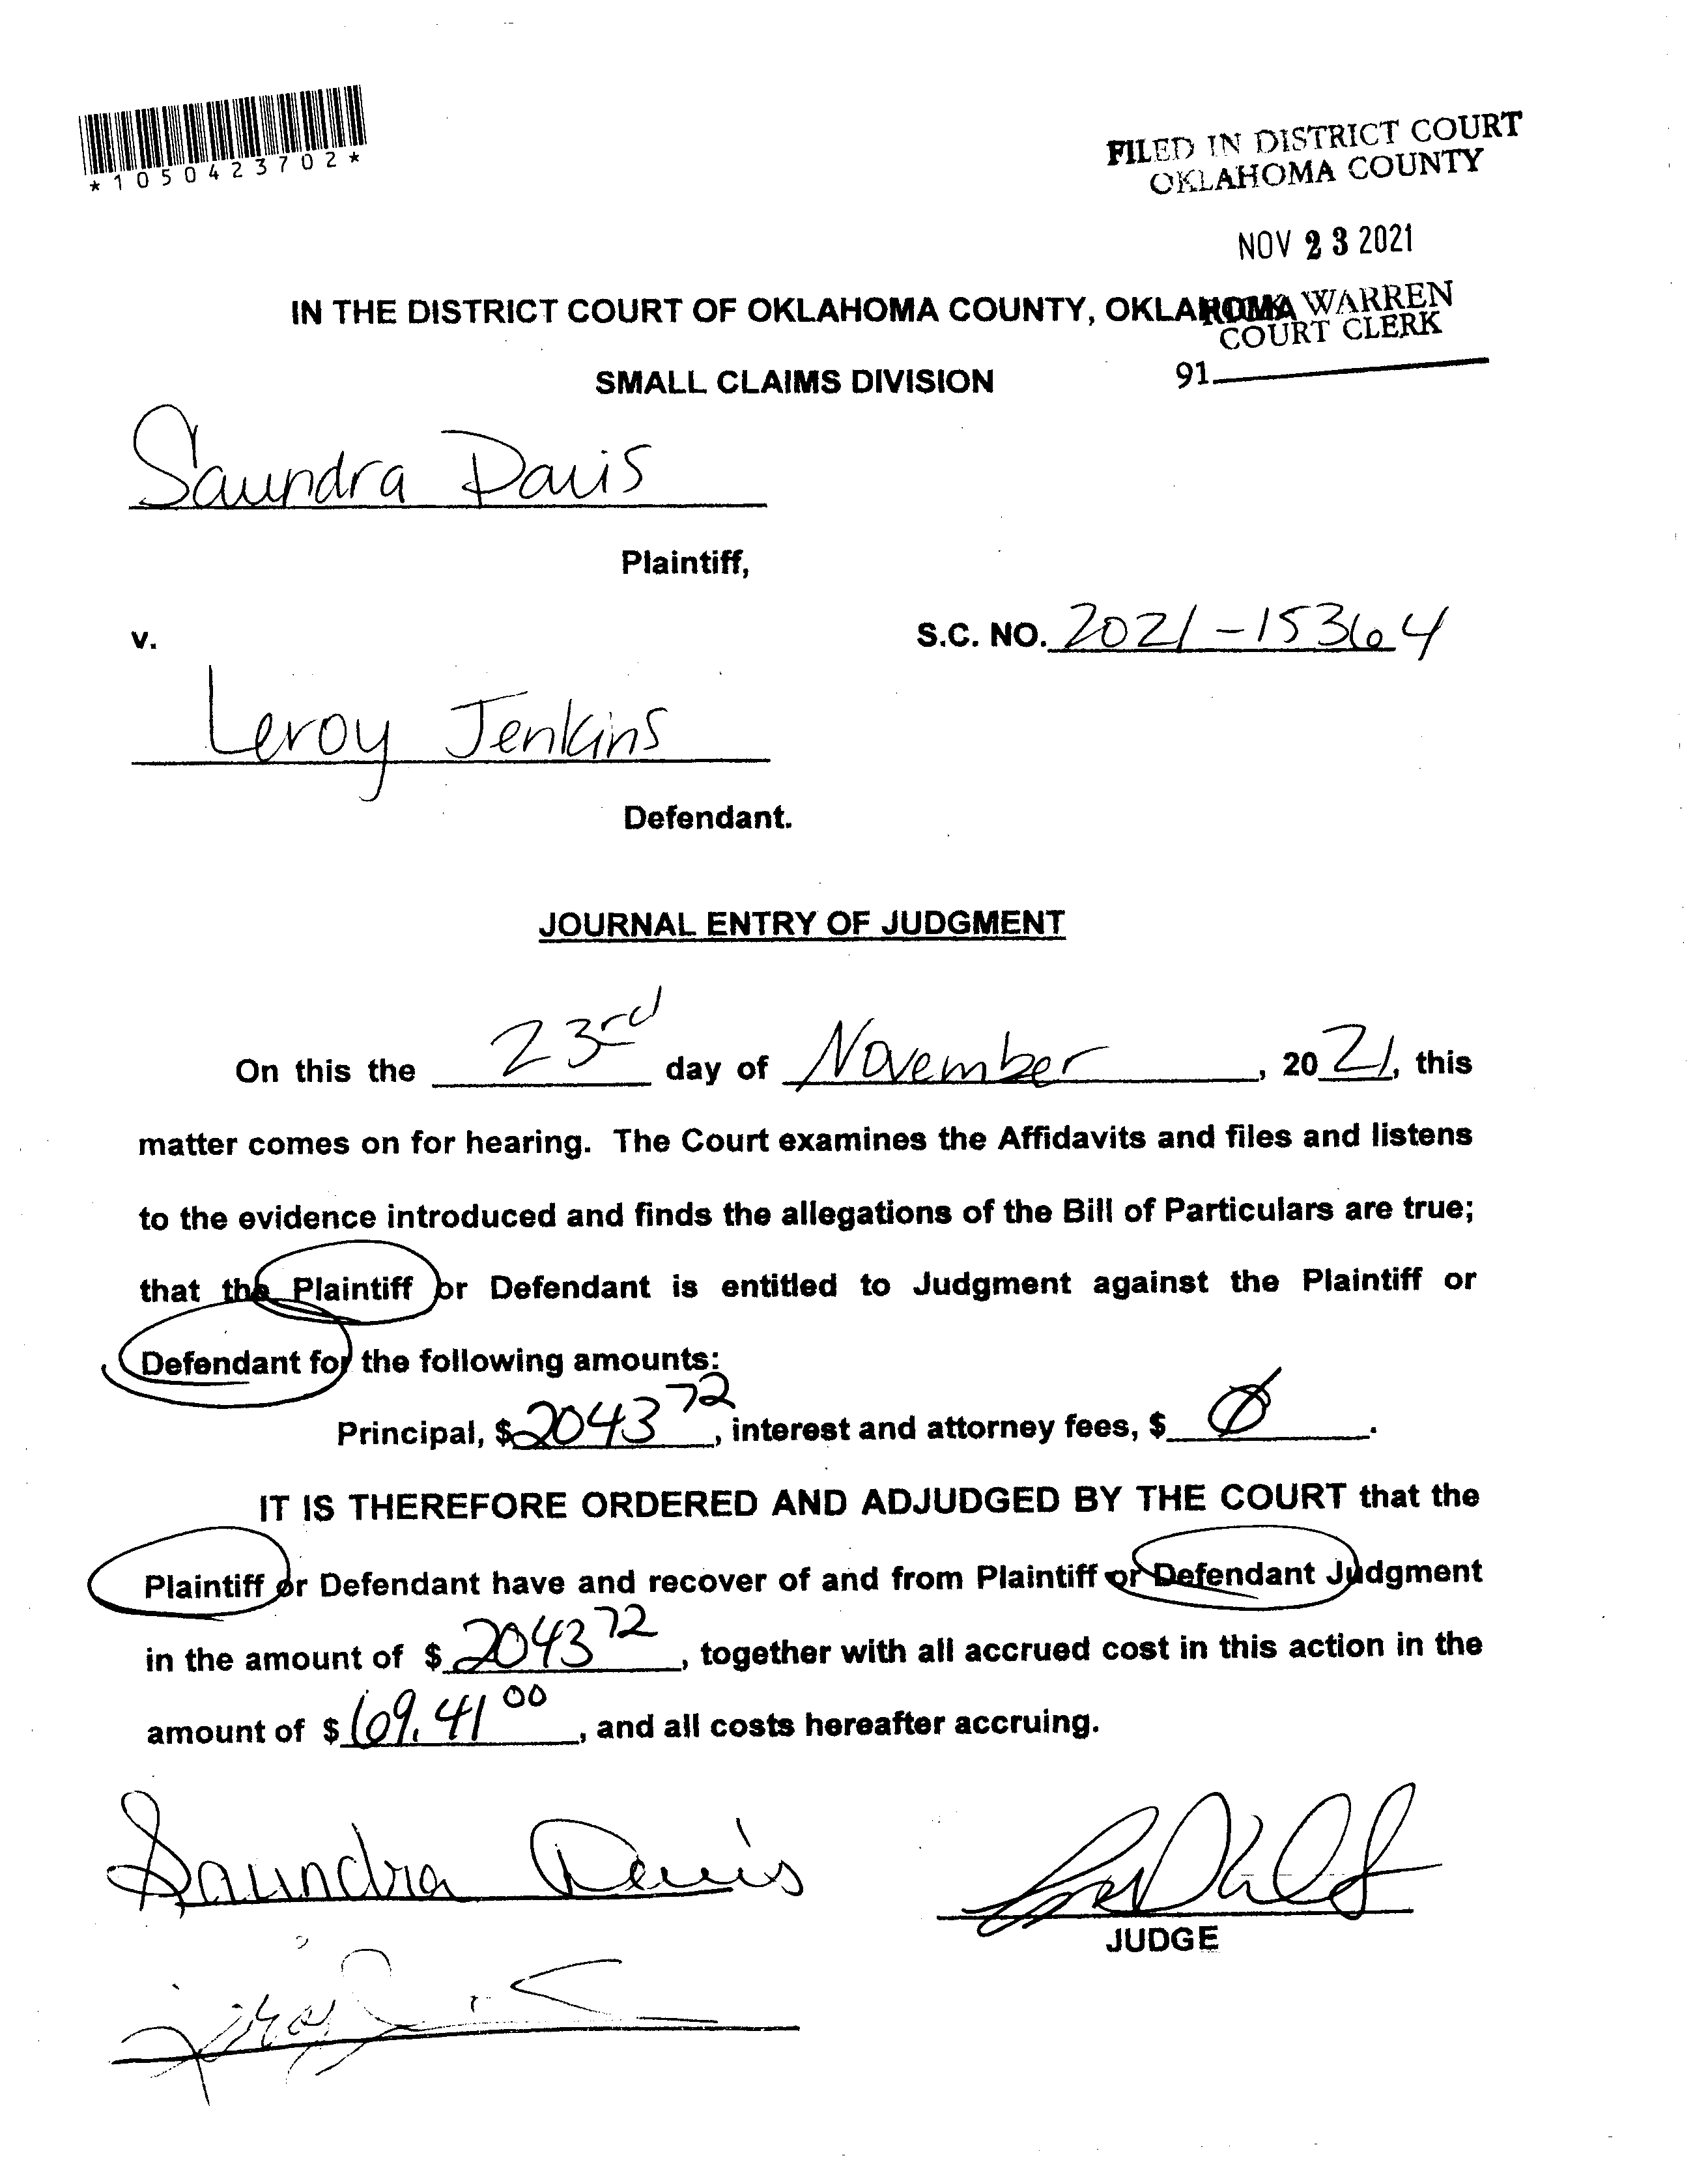 *1050423702*
FILED IN DISTRICT COURT
OKLAHOMA COUNTY
NOV 23 2021
IN THE DISTRICT COURT OF OKLAHOMA COUNTY, OKLAHOMA
WARREN
COURT CLERK
SMALL CLAIMS DIVISION
91
Saundra Davis
Plaintiff,
v.
S.C. NO. 2021-15364
Leroy Jenkins
Defendant.
JOURNAL ENTRY OF JUDGMENT
On this the 23rd day of November, 2021, this
matter comes on for hearing. The Court examines the Affidavits and files and listens
to the evidence introduced and finds the allegations of the Bill of Particulars are true;
that the Plaintiff or Defendant is entitled to Judgment against the Plaintiff or
Defendant for the following amounts:
Principal, $2043 72, interest and attorney fees, $ Ø.
IT IS THEREFORE ORDERED AND ADJUDGED BY THE COURT that the
Plaintiff or Defendant have and recover of and from Plaintiff or Defendant Judgment
in the amount of $ 2043 72, together with all accrued cost in this action in the
amount of $ 69.41 00, and all costs hereafter accruing.
Saundra Davis
JUDGE